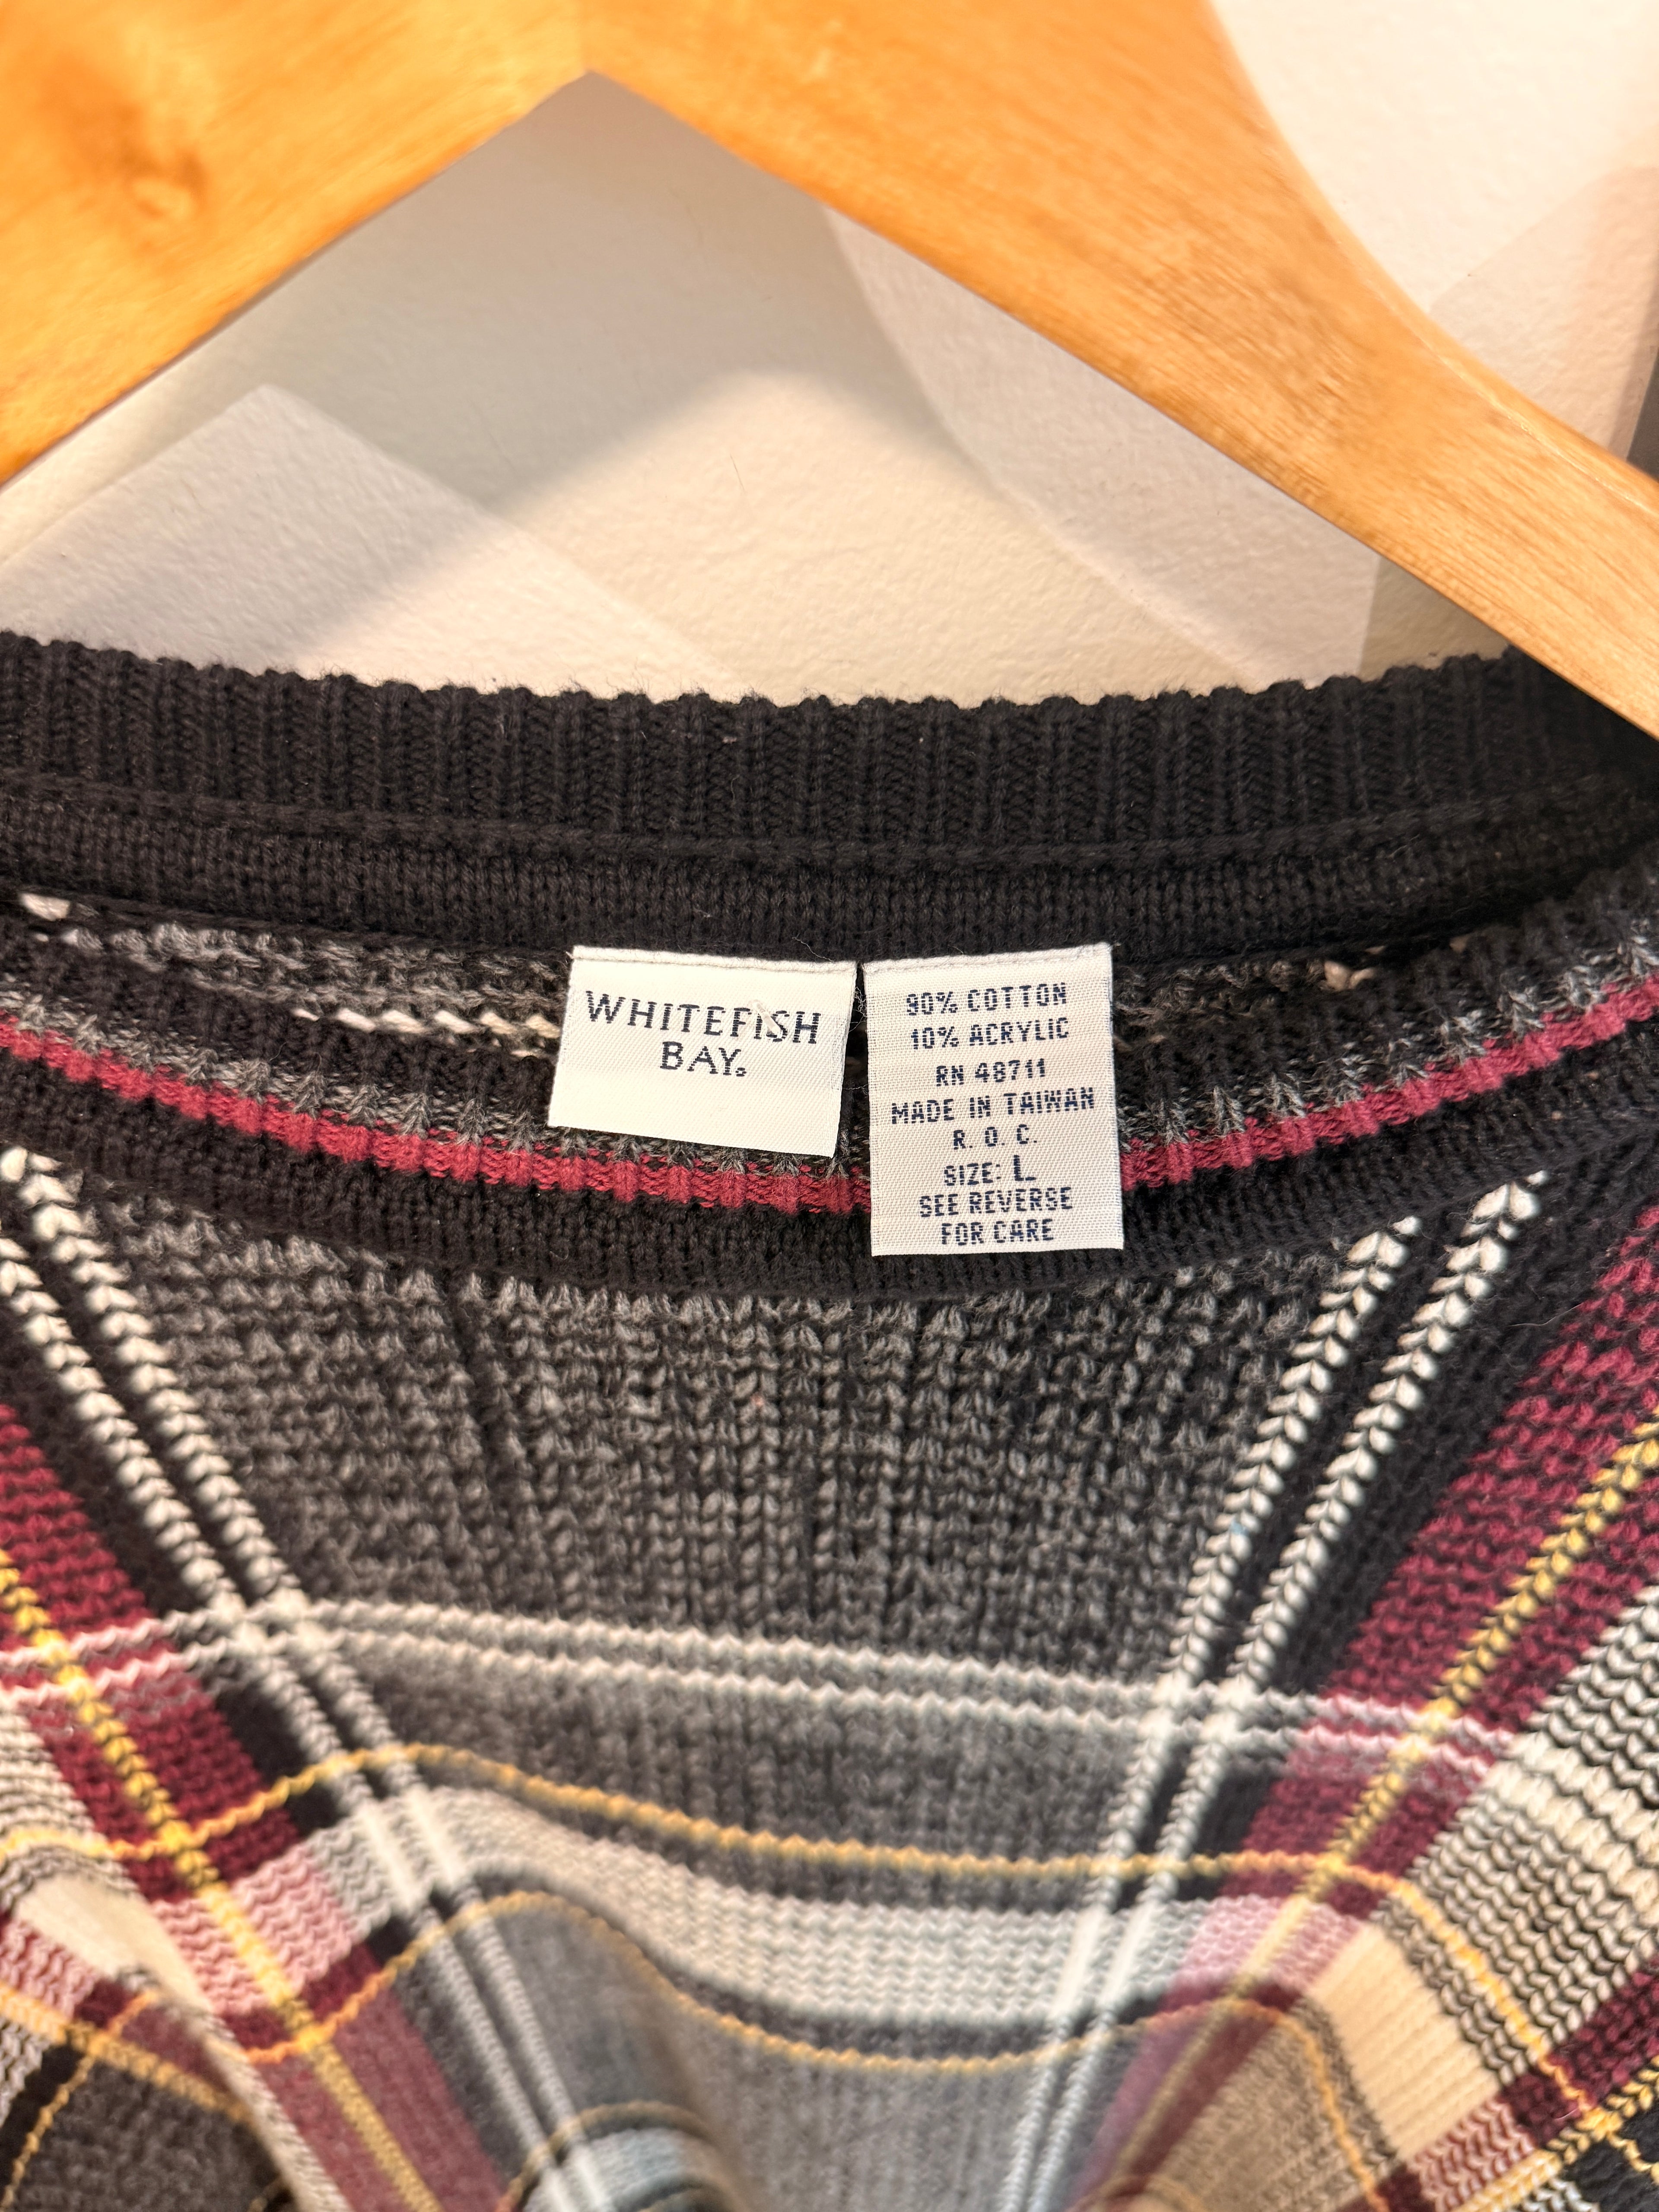 WHITEFISH
BAY.
90% COTTON
10% ACRYLIC
RN 48711
MADE IN TAIWAN
R. O. C.
SIZE: L
SEE REVERSE
FOR CARE